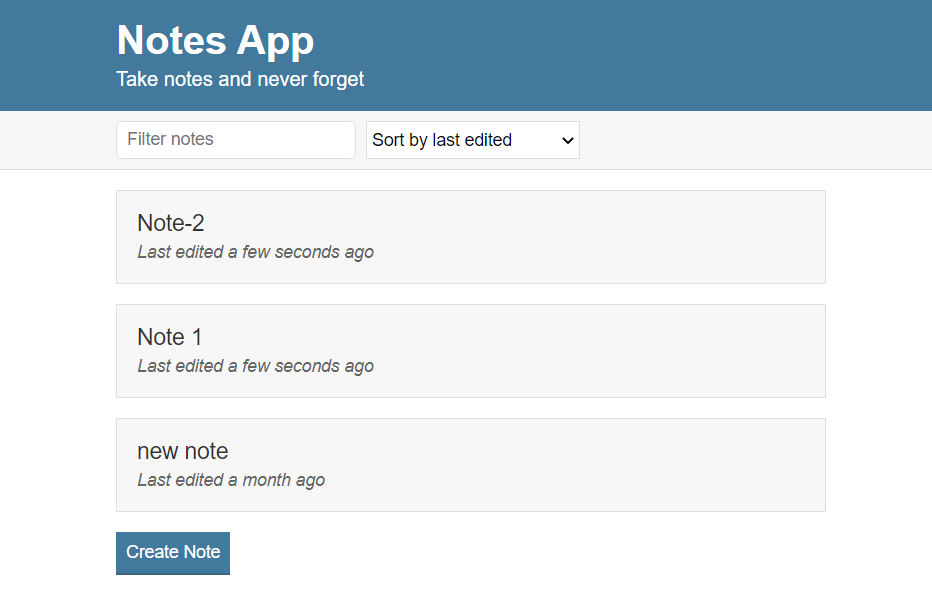 Notes App
Take notes and never forget
Filter notes
Sort by last edited
Note-2
Last edited a few seconds ago
Note 1
Last edited a few seconds ago
new note
Last edited a month ago
Create Note